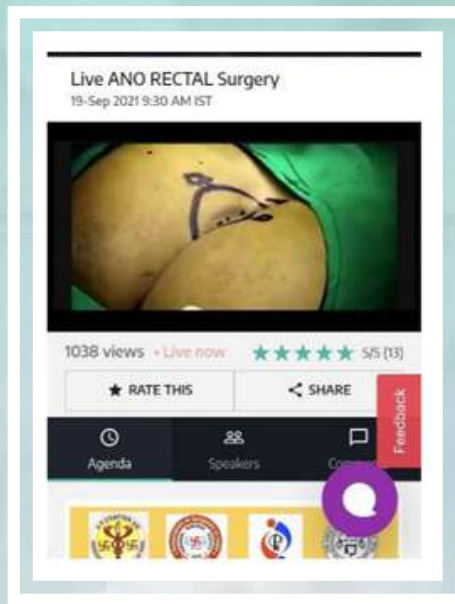 Live ANO RECTAL Surgery
19-Sep 2021 9:30 AM IST
1038 views • Live now 5/5 (13)
RATE THIS SHARE
Feedback
Agenda Speakers